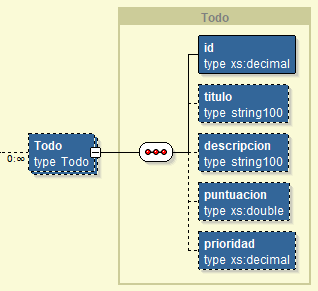 Todo
id
type xs:decimal
titulo
type string100
Todo
type Todo
0:∞
descripcion
type string100
puntuacion
type xs:double
prioridad
type xs:decimal